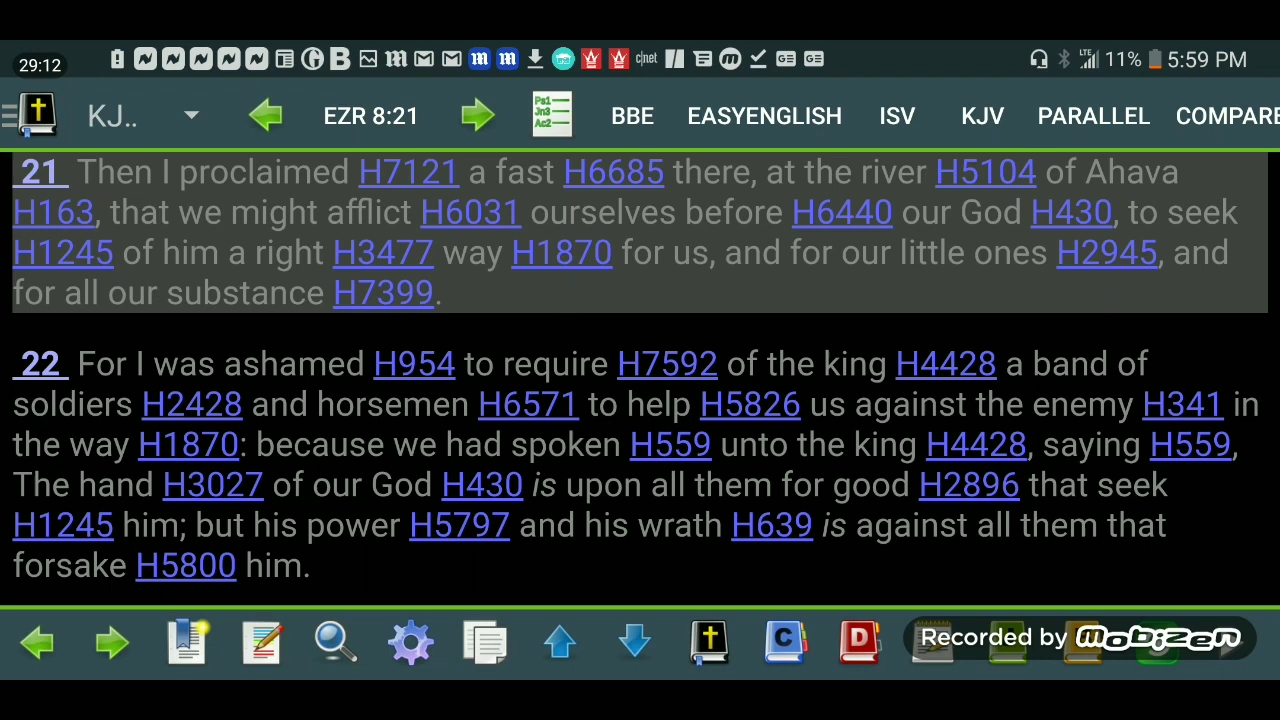 29:12 B m m m c|net m LTE 11% 5:59 PM
KJ.. EZR 8:21 Ps1 Jn3 Ac2 BBE EASYENGLISH ISV KJV PARALLEL COMPARE
21 Then I proclaimed H7121 a fast H6685 there, at the river H5104 of Ahava
H163, that we might afflict H6031 ourselves before H6440 our God H430, to seek
H1245 of him a right H3477 way H1870 for us, and for our little ones H2945, and
for all our substance H7399.
22 For I was ashamed H954 to require H7592 of the king H4428 a band of
soldiers H2428 and horsemen H6571 to help H5826 us against the enemy H341 in
the way H1870: because we had spoken H559 unto the king H4428, saying H559,
The hand H3027 of our God H430 is upon all them for good H2896 that seek
H1245 him; but his power H5797 and his wrath H639 is against all them that
forsake H5800 him.
C D Recorded by mobizen